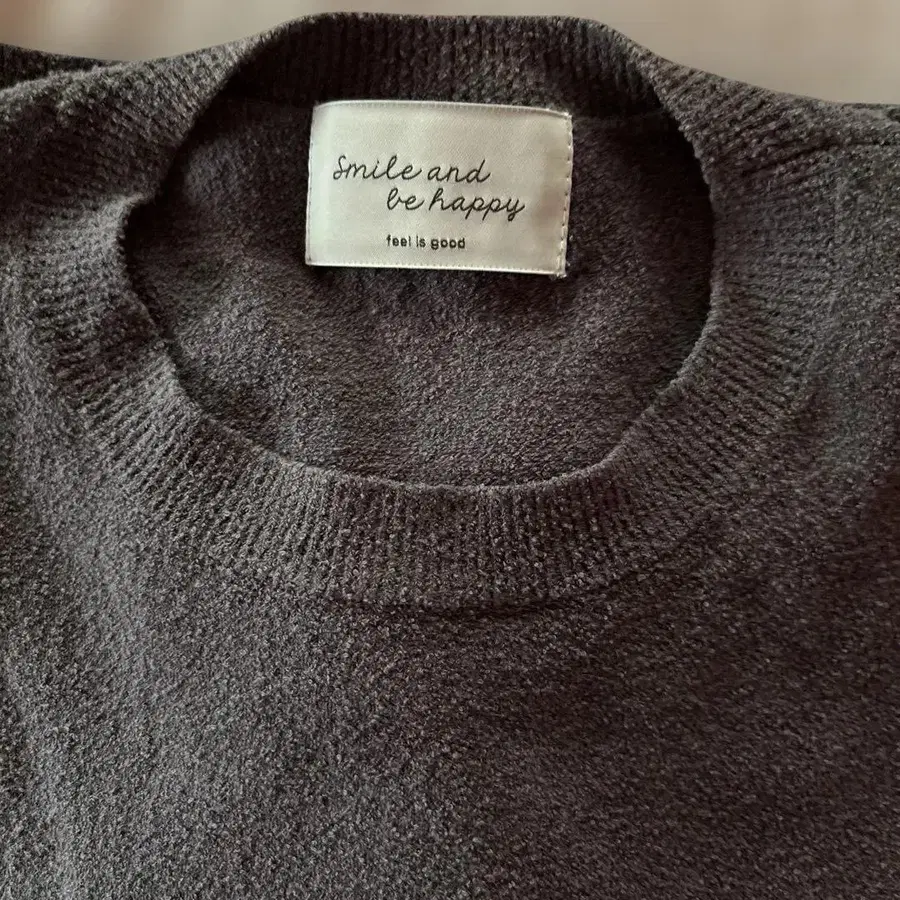 Smile and
be happy
feel is good